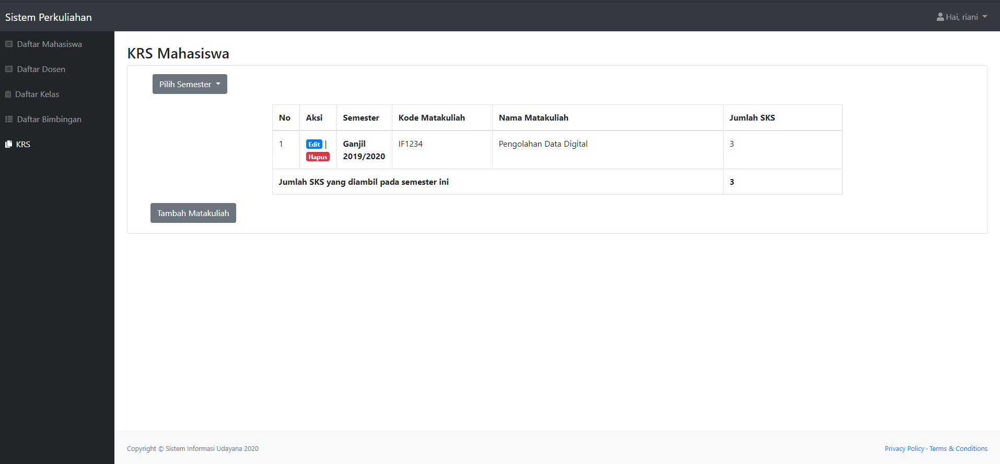 Sistem Perkuliahan
Hai, riani
Daftar Mahasiswa
Daftar Dosen
Daftar Kelas
Daftar Bimbingan
KRS
KRS Mahasiswa
Pilih Semester
No Aksi Semester Kode Matakuliah Nama Matakuliah Jumlah SKS
1 Edit | Ganjil IF1234 Pengolahan Data Digital 3
Hapus 2019/2020
Jumlah SKS yang diambil pada semester ini 3
Tambah Matakuliah
Copyright © Sistem Informasi Udayana 2020
Privacy Policy · Terms & Conditions